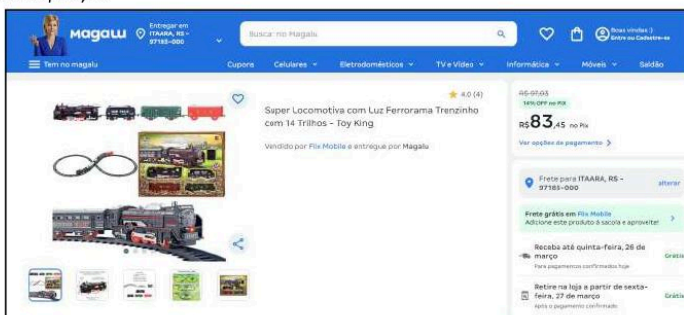 Magalu
Entregar em
ITAARA, RS -
97185-000
Busca no Magalu
Boas vindas :)
Entre ou Cadastre-se
Tem no magalu
Cupons
Celulares
Eletrodomésticos
TV e Vídeo
Informática
Móveis
Saldão
4.0 (4)
Super Locomotiva com Luz Ferrorama Trenzinho
com 14 Trilhos - Toy King
Vendido por Flix Mobile e entregue por Magalu
R$ 97,03
14% OFF no PIX
R$ 83,45 no Pix
Ver opções de pagamento
Frete para ITAARA, RS -
97185-000
alterar
Frete grátis em Flix Mobile
Adicione este produto à sacola e aproveite!
Receba até quinta-feira, 26 de
março
Grátis
Para pagamentos confirmados hoje
Retire na loja a partir de sexta-
feira, 27 de março
Grátis
após o pagamento confirmado